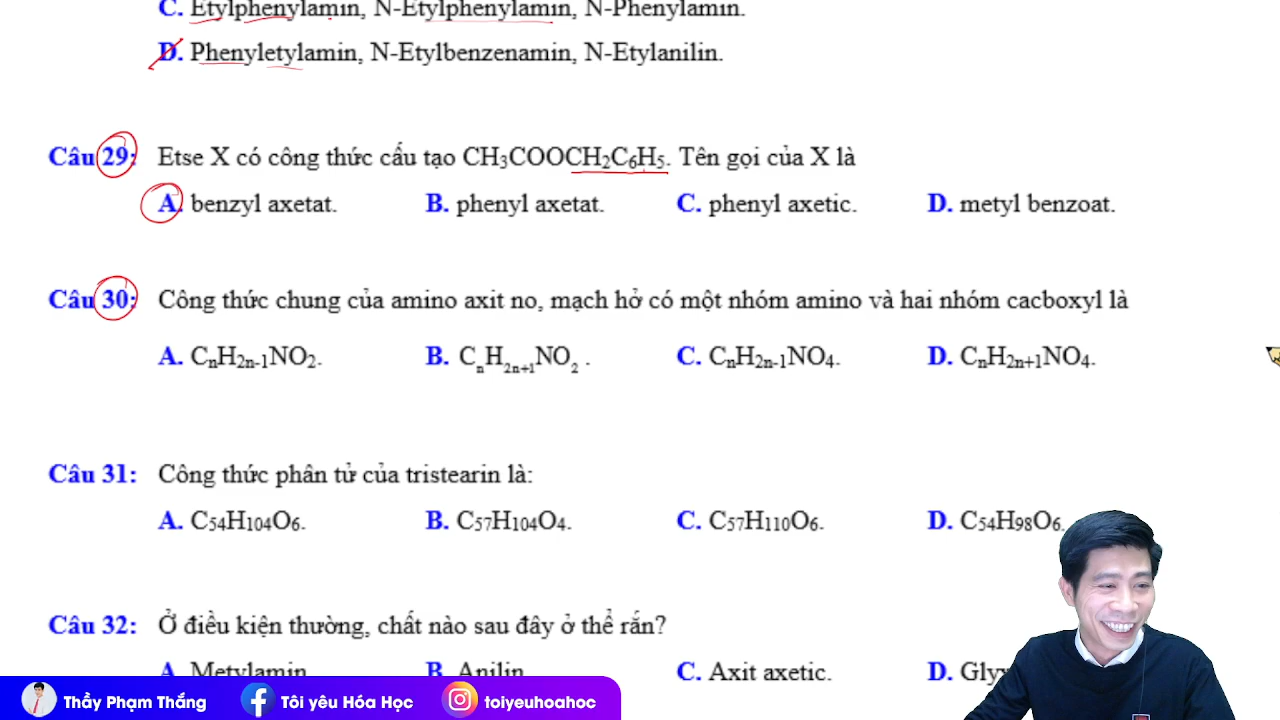 C. Etylphenylamin, N-Etylphenylamin, N-Phenylamin.
D. Phenyletylamin, N-Etylbenzenamin, N-Etylanilin.
Câu 29: Etse X có công thức cấu tạo CH₃COOCH₂C₆H₅. Tên gọi của X là
A. benzyl axetat. B. phenyl axetat. C. phenyl axetic. D. metyl benzoat.
Câu 30: Công thức chung của amino axit no, mạch hở có một nhóm amino và hai nhóm cacboxyl là
A. CₙH₂ₙ₋₁NO₂. B. CₙH₂ₙ₊₁NO₂ . C. CₙH₂ₙ₋₁NO₄. D. CₙH₂ₙ₊₁NO₄.
Câu 31: Công thức phân tử của tristearin là:
A. C₅₄H₁₀₄O₆. B. C₅₇H₁₀₄O₄. C. C₅₇H₁₁₀O₆. D. C₅₄H₉₈O₆.
Câu 32: Ở điều kiện thường, chất nào sau đây ở thể rắn?
A. Metylamin B. Anilin C. Axit axetic. D.
Thầy Phạm Thắng Tôi yêu Hóa Học toiyeuhoahoc